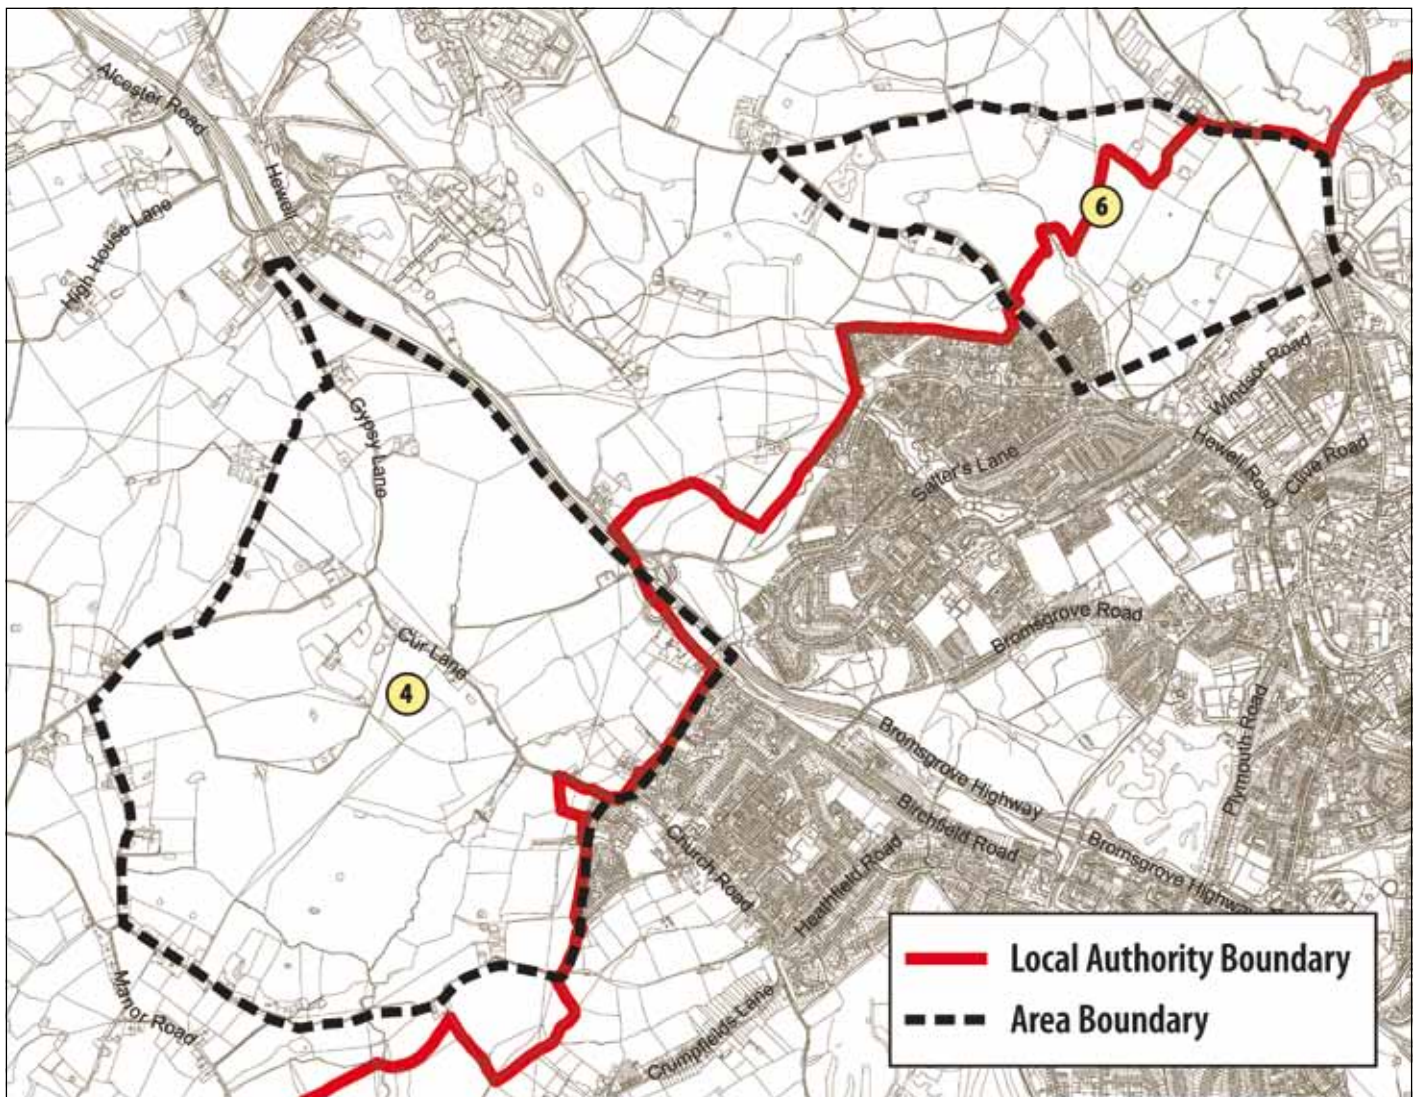 Alcester Road
Hewell
High House Lane
6
Gypsy Lane
Windsor Road
Hewell Road
Clive Road
Salter's Lane
Bromsgrove Road
Cur Lane
4
Plymouth Road
Bromsgrove Highway
Birchfield Road
Church Road
Heathfield Road
Bromsgrove Highway
Manor Road
Crumpfields Lane
Local Authority Boundary
Area Boundary